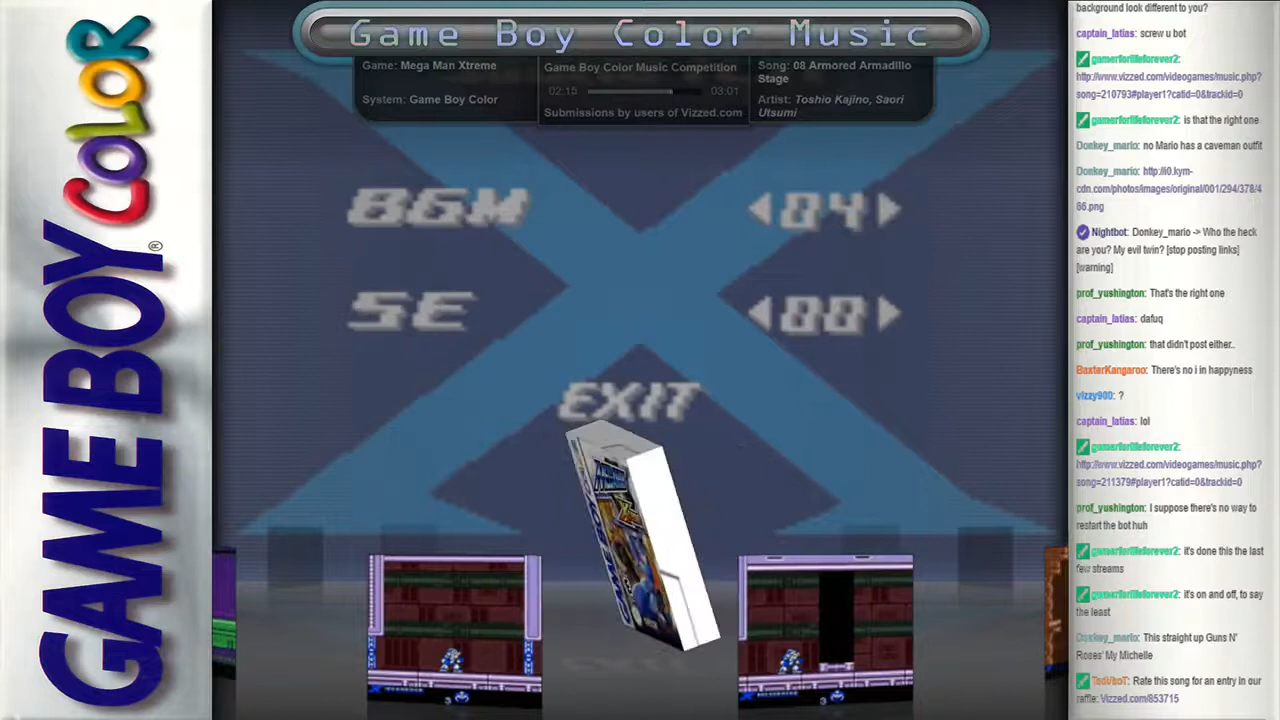 GAME BOY COLOR
®
Game Boy Color Music
Game: Mega Man Xtreme
System: Game Boy Color
Game Boy Color Music Competition
02:15
03:01
Submissions by users of Vizzed.com
Song: 08 Armored Armadillo
Stage
Artist: Toshio Kajino, Saori
Utsumi
BGM
04
SE
00
EXIT
GAME BOY
background look different to you?
captain_latias: screw u bot
gamerforlifeforever2:
http://www.vizzed.com/videogames/music.php?
song=210793#player1?catid=0&trackid=0
gamerforlifeforever2: is that the right one
Donkey_mario: no Mario has a caveman outfit
Donkey_mario: http://i0.kym-
cdn.com/photos/images/original/001/294/378/4
66.png
Nightbot: Donkey_mario -> Who the heck
are you? My evil twin? [stop posting links]
[warning]
prof_yushington: That's the right one
captain_latias: dafuq
prof_yushington: that didn't post either..
BaxterKangaroo: There's no i in happyness
vizzy900: ?
captain_latias: lol
gamerforlifeforever2:
http://www.vizzed.com/videogames/music.php?
song=211379#player1?catid=0&trackid=0
prof_yushington: I suppose there's no way to
restart the bot huh
gamerforlifeforever2: it's done this the last
few streams
gamerforlifeforever2: it's on and off, to say
the least
Donkey_mario: This straight up Guns N'
Roses' My Michelle
TodVboT: Rate this song for an entry in our
raffle: Vizzed.com/853715